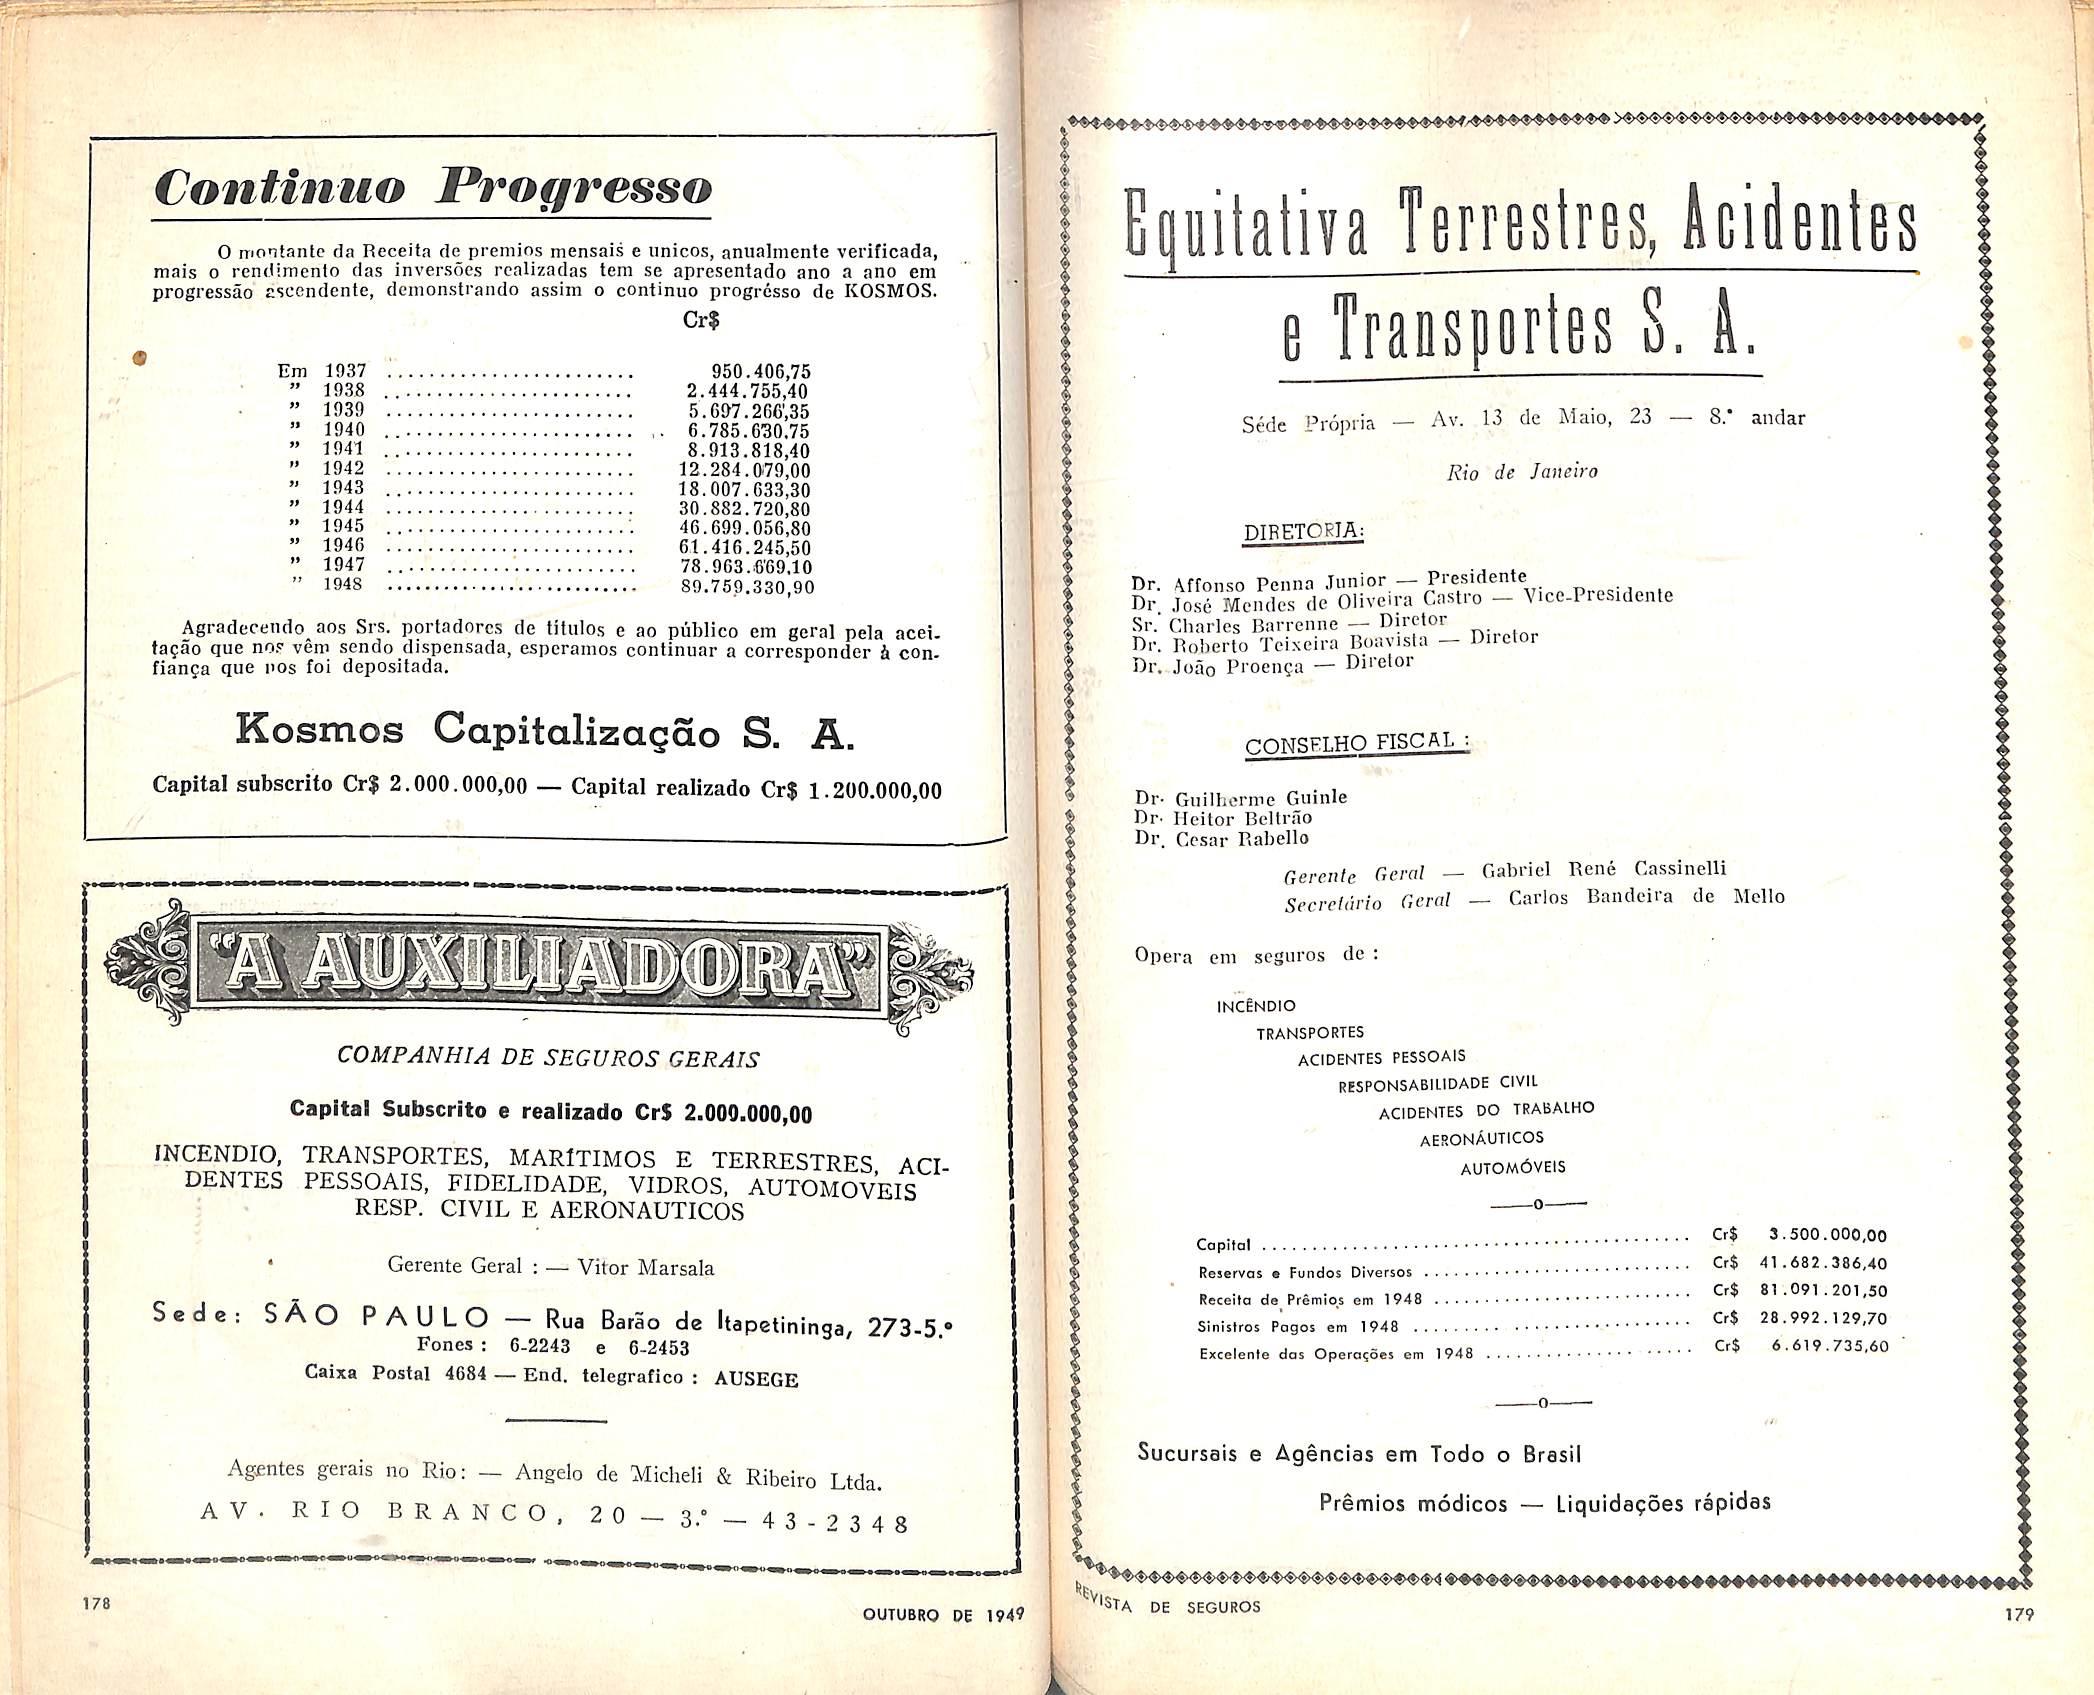 Continuo Progresso
O montante da Receita de premios mensais e unicos, anualmente verificada,
mais o rendimento das inversões realizadas tem se apresentado ano a ano em
progressão ascendente, demonstrando assim o continuo progrésso de KOSMOS.
Cr$
Em 1937 ........................ 950.406,75
” 1938 ........................ 2.444.755,40
” 1939 ........................ 5.697.266,35
” 1940 ........................ 6.785.630,75
” 1941 ........................ 8.913.818,40
” 1942 ........................ 12.284.079,00
” 1943 ........................ 18.007.633,30
” 1944 ........................ 30.882.720,80
” 1945 ........................ 46.699.056,80
” 1946 ........................ 61.416.245,50
” 1947 ........................ 78.963.669,10
” 1948 ........................ 89.759.330,90
Agradecendo aos Srs. portadores de títulos e ao público em geral pela acei-
tação que nos vêm sendo dispensada, esperamos continuar a corresponder à con-
fiança que nos foi depositada.
Kosmos Capitalização S. A.
Capital subscrito Cr$ 2.000.000,00 — Capital realizado Cr$ 1.200.000,00
“A AUXILIADORA”
COMPANHIA DE SEGUROS GERAIS
Capital Subscrito e realizado Cr$ 2.000.000,00
INCENDIO, TRANSPORTES, MARÍTIMOS E TERRESTRES, ACI-
DENTES PESSOAIS, FIDELIDADE, VIDROS, AUTOMOVEIS
RESP. CIVIL E AERONAUTICOS
Gerente Geral : — Vitor Marsala
Sede: SÃO PAULO — Rua Barão de Itapetininga, 273-5.º
Fones : 6-2243 e 6-2453
Caixa Postal 4684 — End. telegrafico : AUSEGE
Agentes gerais no Rio: — Angelo de Micheli & Ribeiro Ltda.
AV. RIO BRANCO, 20 — 3.º — 43-2348
178
OUTUBRO DE 1949
Equitativa Terrestres, Acidentes
e Transportes S. A.
Séde Própria — Av. 13 de Maio, 23 — 8.º andar
Rio de Janeiro
DIRETORIA:
Dr. Affonso Penna Junior — Presidente
Dr. José Mendes de Oliveira Castro — Vice-Presidente
Sr. Charles Barrenne — Diretor
Dr. Roberto Teixeira Boavista — Diretor
Dr. João Proença — Diretor
CONSELHO FISCAL :
Dr. Guilherme Guinle
Dr. Heitor Beltrão
Dr. Cesar Rabello
Gerente Geral — Gabriel René Cassinelli
Secretário Geral — Carlos Bandeira de Mello
Opera em seguros de :
INCÊNDIO
TRANSPORTES
ACIDENTES PESSOAIS
RESPONSABILIDADE CIVIL
ACIDENTES DO TRABALHO
AERONÁUTICOS
AUTOMÓVEIS
——o——
Capital ........................ Cr$ 3.500.000,00
Reservas e Fundos Diversos ........................ Cr$ 41.682.386,40
Receita de Prêmios em 1948 ........................ Cr$ 81.091.201,50
Sinistros Pagos em 1948 ........................ Cr$ 28.992.129,70
Excelente das Operações em 1948 ........................ Cr$ 6.619.735,60
——o——
Sucursais e Agências em Todo o Brasil
Prêmios módicos — Liquidações rápidas
REVISTA DE SEGUROS
179